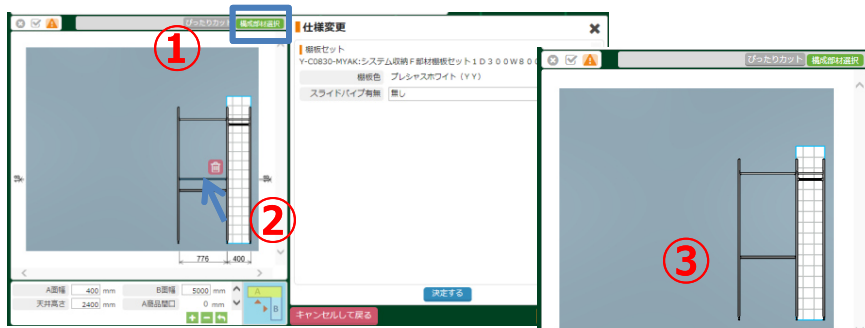 ぴったりカット 構成部材選択
①
②
776 400
A面幅 400 mm B面幅 5000 mm
天井高さ 2400 mm A商品間口 0 mm
A
B
仕様変更
棚板セット
Y-C0830-MYAK:システム収納F部材棚板セット1D300W800
棚板色 プレシャスホワイト(YY)
スライドパイプ有無 無し
決定する
キャンセルして戻る
ぴったりカット 構成部材選択
③